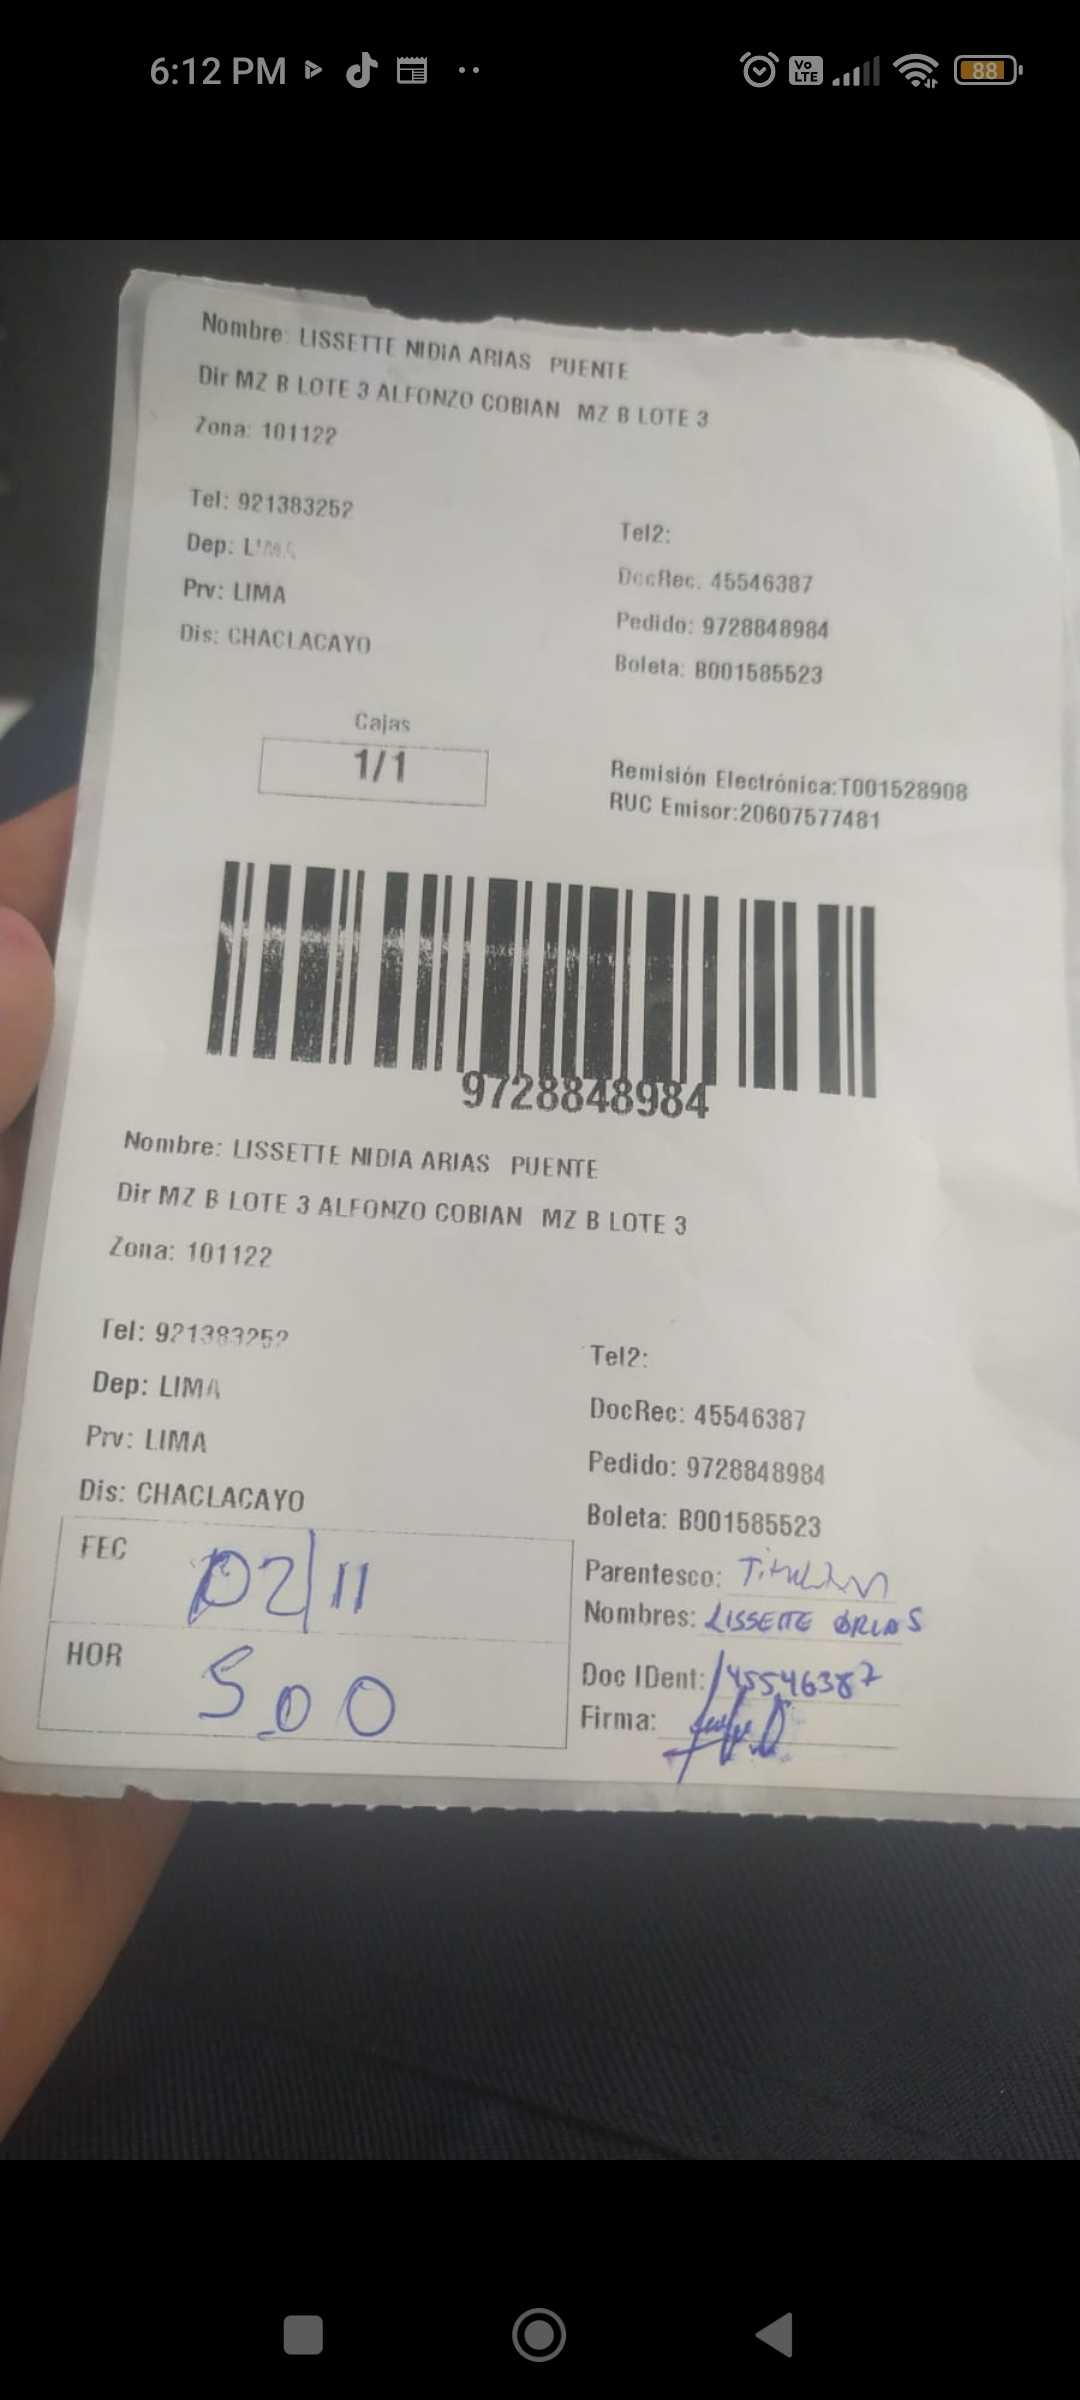 6:12 PM
Vo LTE
88
Nombre: LISSETTE NIDIA ARIAS PUENTE
Dir MZ B LOTE 3 ALFONZO COBIAN MZ B LOTE 3
Zona: 101122
Tel: 921383252
Tel2:
Dep: LIMA
DocRec. 45546387
Prv: LIMA
Pedido: 9728848984
Dis: CHACLACAYO
Boleta: B001585523
Cajas
1/1
Remisión Electrónica:T001528908
RUC Emisor:20607577481
9728848984
Nombre: LISSETTE NIDIA ARIAS PUENTE
Dir MZ B LOTE 3 ALFONZO COBIAN MZ B LOTE 3
Zona: 101122
Tel: 921383252
Tel2:
Dep: LIMA
DocRec: 45546387
Prv: LIMA
Pedido: 9728848984
Dis: CHACLACAYO
Boleta: B001585523
FEC 02/11
Parentesco: Titular
Nombres: LISSETTE ARIAS
HOR 5 00
Doc IDent: 45546387
Firma: